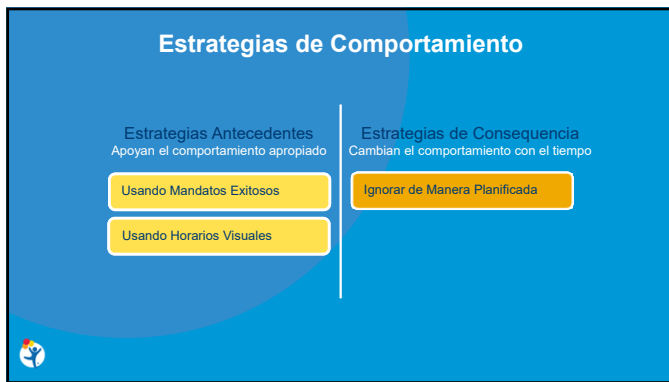 Estrategias de Comportamiento
Estrategias Antecedentes
Apoyan el comportamiento apropiado
Usando Mandatos Exitosos
Usando Horarios Visuales
Estrategias de Consequencia
Cambian el comportamiento con el tiempo
Ignorar de Manera Planificada